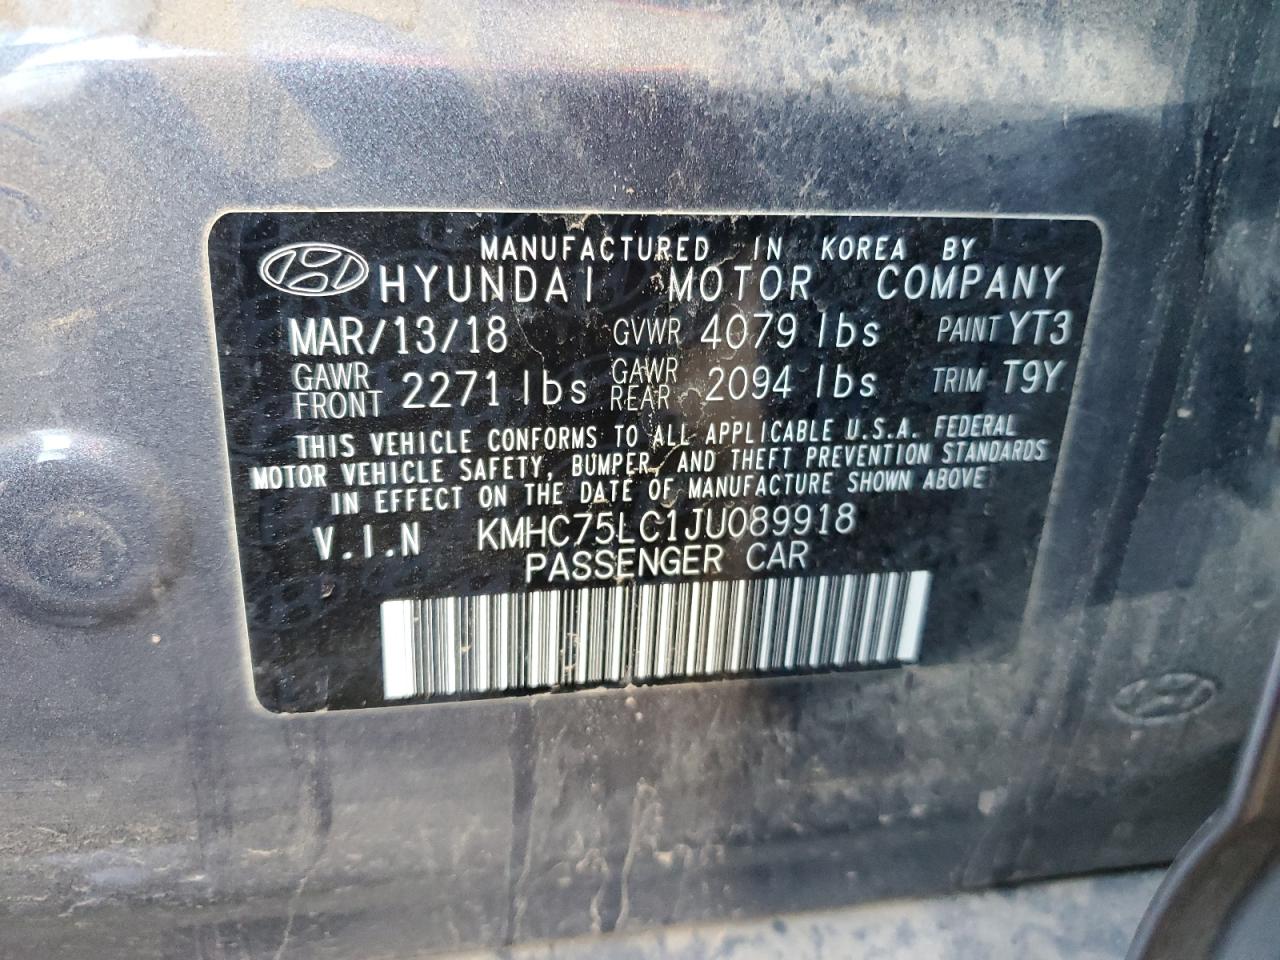 MANUFACTURED IN KOREA BY
HYUNDAI MOTOR COMPANY
MAR/13/18 GVWR 4079 lbs PAINT YT3
GAWR FRONT 2271 lbs GAWR REAR 2094 lbs TRIM T9Y
THIS VEHICLE CONFORMS TO ALL APPLICABLE U.S.A. FEDERAL
MOTOR VEHICLE SAFETY, BUMPER, AND THEFT PREVENTION STANDARDS
IN EFFECT ON THE DATE OF MANUFACTURE SHOWN ABOVE
V.I.N KMHC75LC1JU089918
PASSENGER CAR